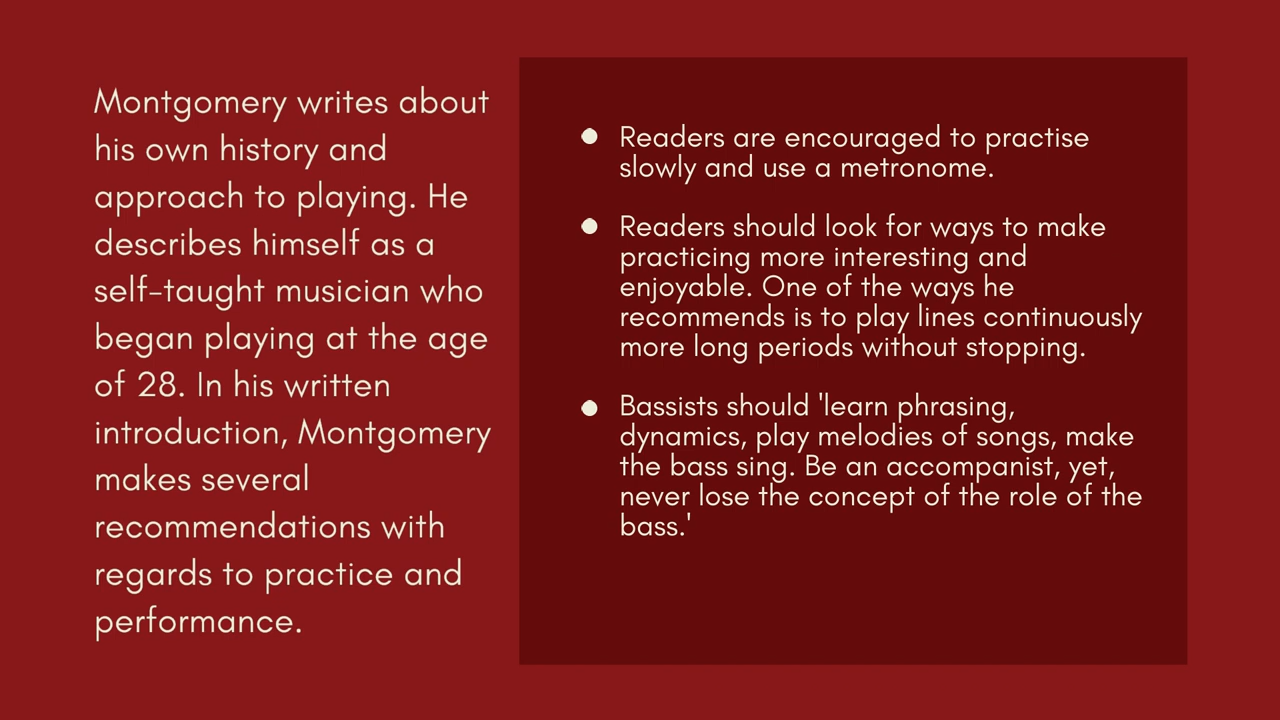 Montgomery writes about
his own history and
approach to playing. He
describes himself as a
self-taught musician who
began playing at the age
of 28. In his written
introduction, Montgomery
makes several
recommendations with
regards to practice and
performance.
● Readers are encouraged to practise
slowly and use a metronome.
● Readers should look for ways to make
practicing more interesting and
enjoyable. One of the ways he
recommends is to play lines continuously
more long periods without stopping.
● Bassists should 'learn phrasing,
dynamics, play melodies of songs, make
the bass sing. Be an accompanist, yet,
never lose the concept of the role of the
bass.'